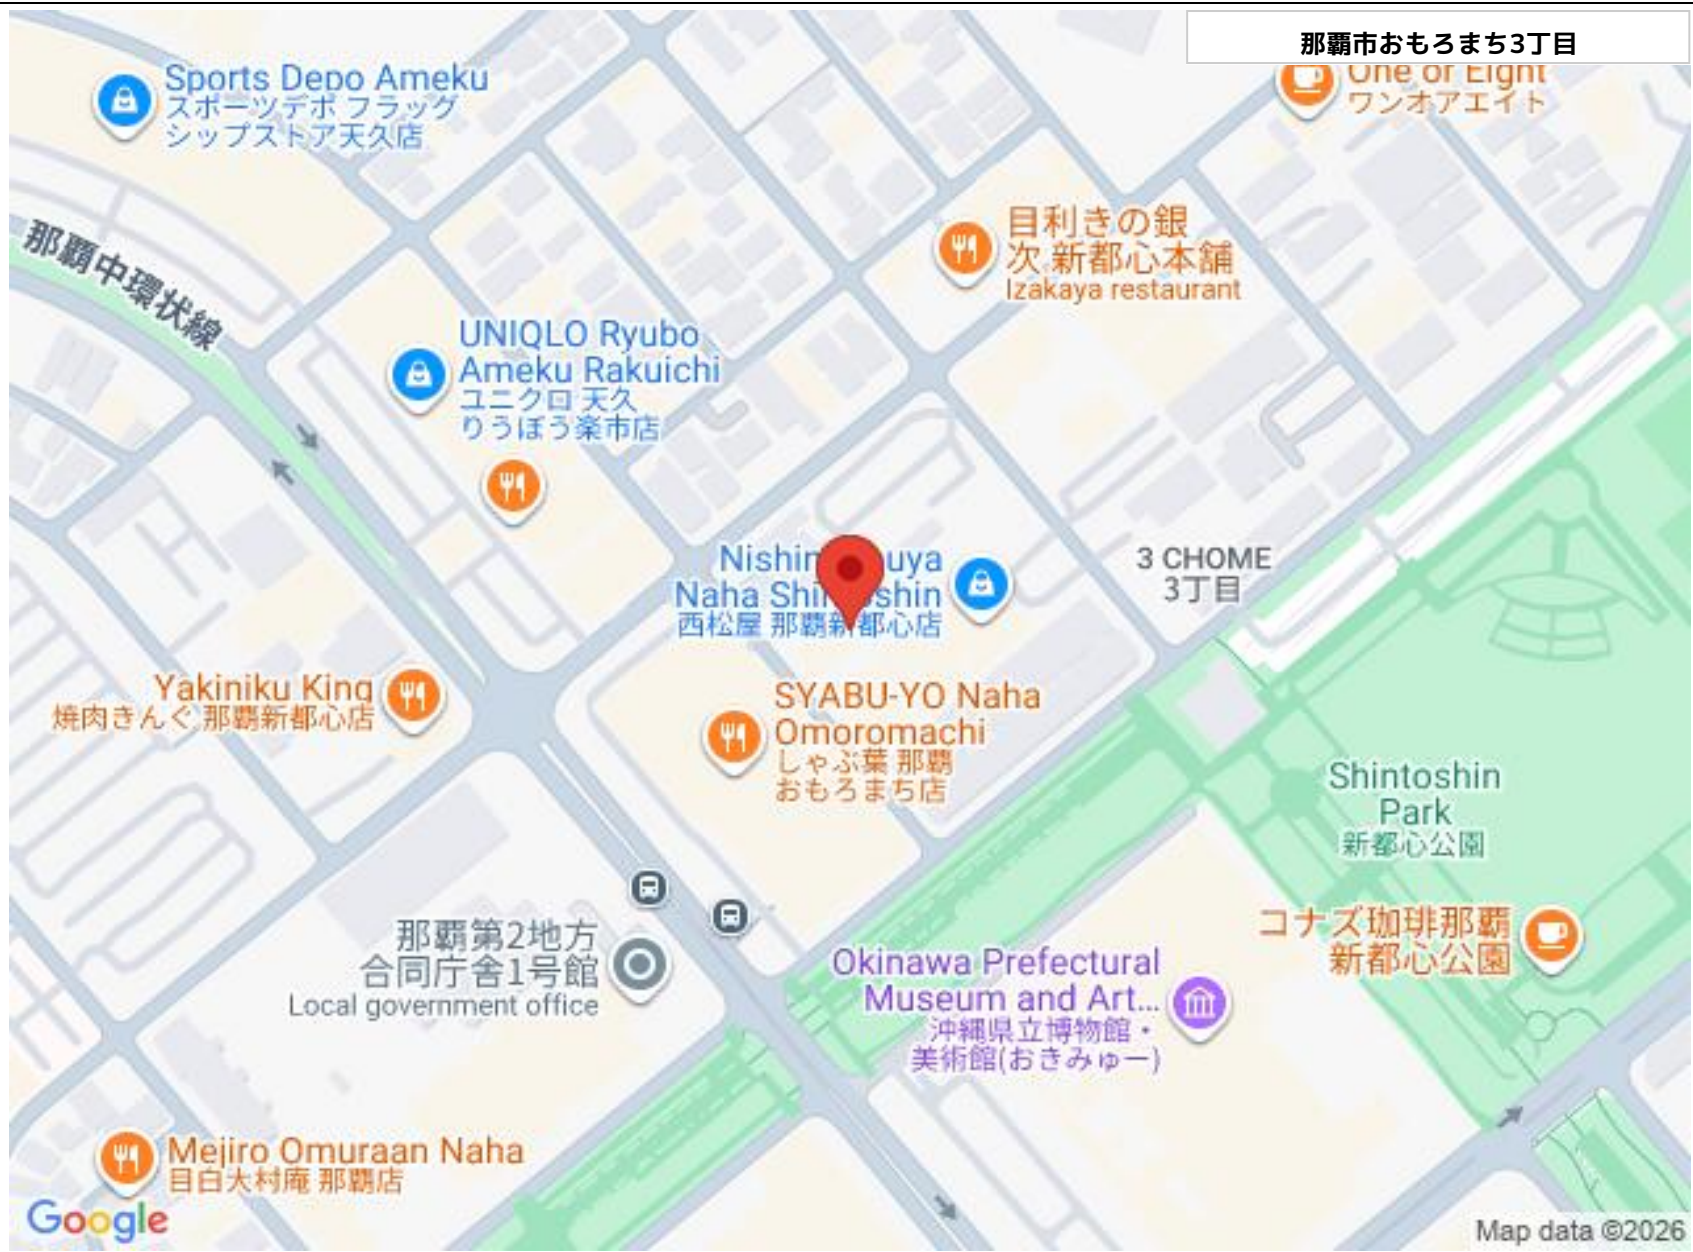 那覇市おもろまち3丁目
Sports Depo Ameku
スポーツデポ フラッグ
シップストア天久店
One or Eight
ワンオアエイト
那覇中環状線
目利きの銀
次 新都心本舗
Izakaya restaurant
UNIQLO Ryubo
Ameku Rakuichi
ユニクロ 天久
りうぼう楽市店
Naha
西松屋 那覇新都心店
3 CHOME
3丁目
Yakiniku King
焼肉きんぐ 那覇新都心店
SYABU-YO Naha
Omoromachi
しゃぶ葉 那覇
おもろまち店
Shintoshin
Park
新都心公園
那覇第2地方
合同庁舎1号館
Local government office
コナズ珈琲那覇
新都心公園
Okinawa Prefectural
Museum and Art...
沖縄県立博物館・
美術館(おきみゅー)
Mejiro Omuraan Naha
目白大村庵 那覇店
Google
Map data ©2026